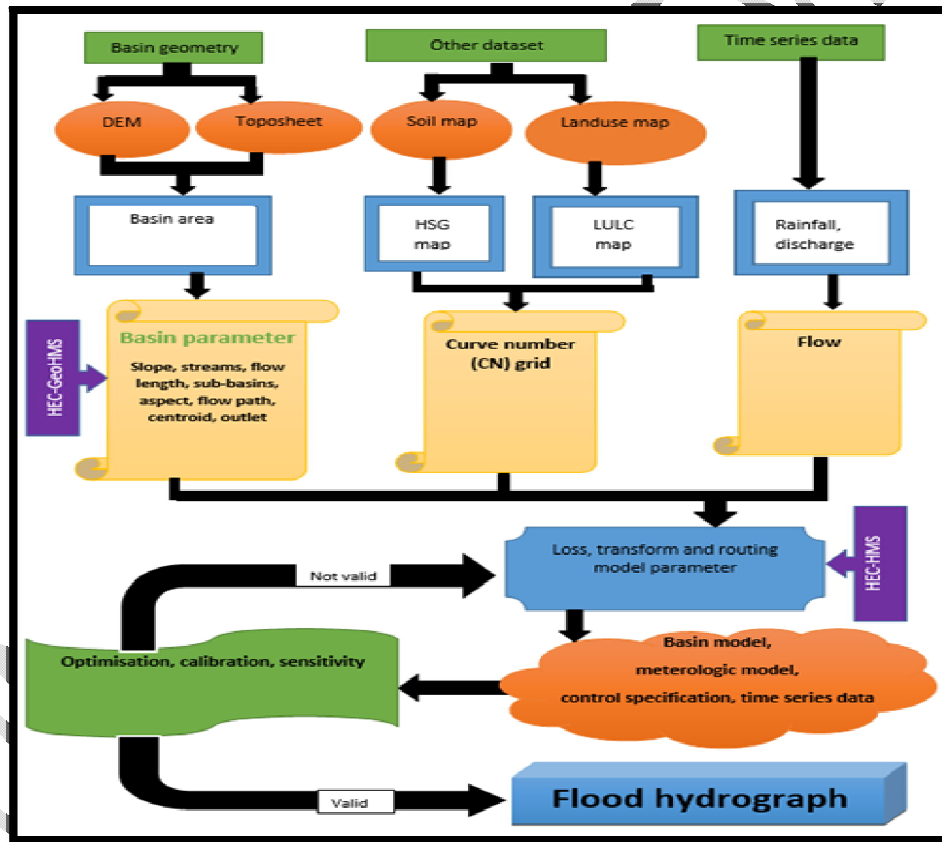 Basin geometry
Other dataset
Time series data
DEM
Toposheet
Soil map
Landuse map
Basin area
HSG
map
LULC
map
Rainfall,
discharge
HEC-GeoHMS
Basin parameter
Slope, streams, flow
length, sub-basins,
aspect, flow path,
centroid, outlet
Curve number
(CN) grid
Flow
Loss, transform and routing
model parameter
HEC-HMS
Not valid
Optimisation, calibration, sensitivity
Basin model,
meterologic model,
control specification, time series data
Valid
Flood hydrograph